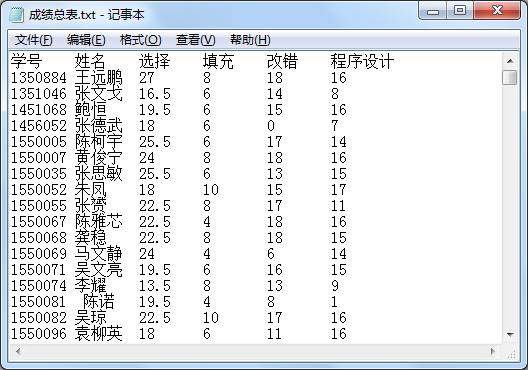 成绩总表.txt - 记事本
文件(F) 编辑(E) 格式(O) 查看(V) 帮助(H)
学号 姓名 选择 填充 改错 程序设计
1350884 王远鹏 27 8 18 16
1351046 张文戈 16.5 6 14 8
1451068 鲍恒 19.5 6 15 16
1456052 张德武 18 6 0 7
1550005 陈柯宇 25.5 6 17 14
1550007 黄俊宁 24 8 18 16
1550035 张思敏 25.5 6 13 15
1550052 朱凤 18 10 15 17
1550055 张赟 22.5 8 17 11
1550067 陈雅芯 22.5 4 18 16
1550068 龚稳 22.5 8 18 15
1550069 马文静 24 4 6 14
1550071 吴文亮 19.5 6 16 15
1550074 李耀 13.5 8 13 9
1550081 陈诺 19.5 4 8 1
1550082 吴琼 22.5 10 17 16
1550096 袁柳英 18 6 11 16